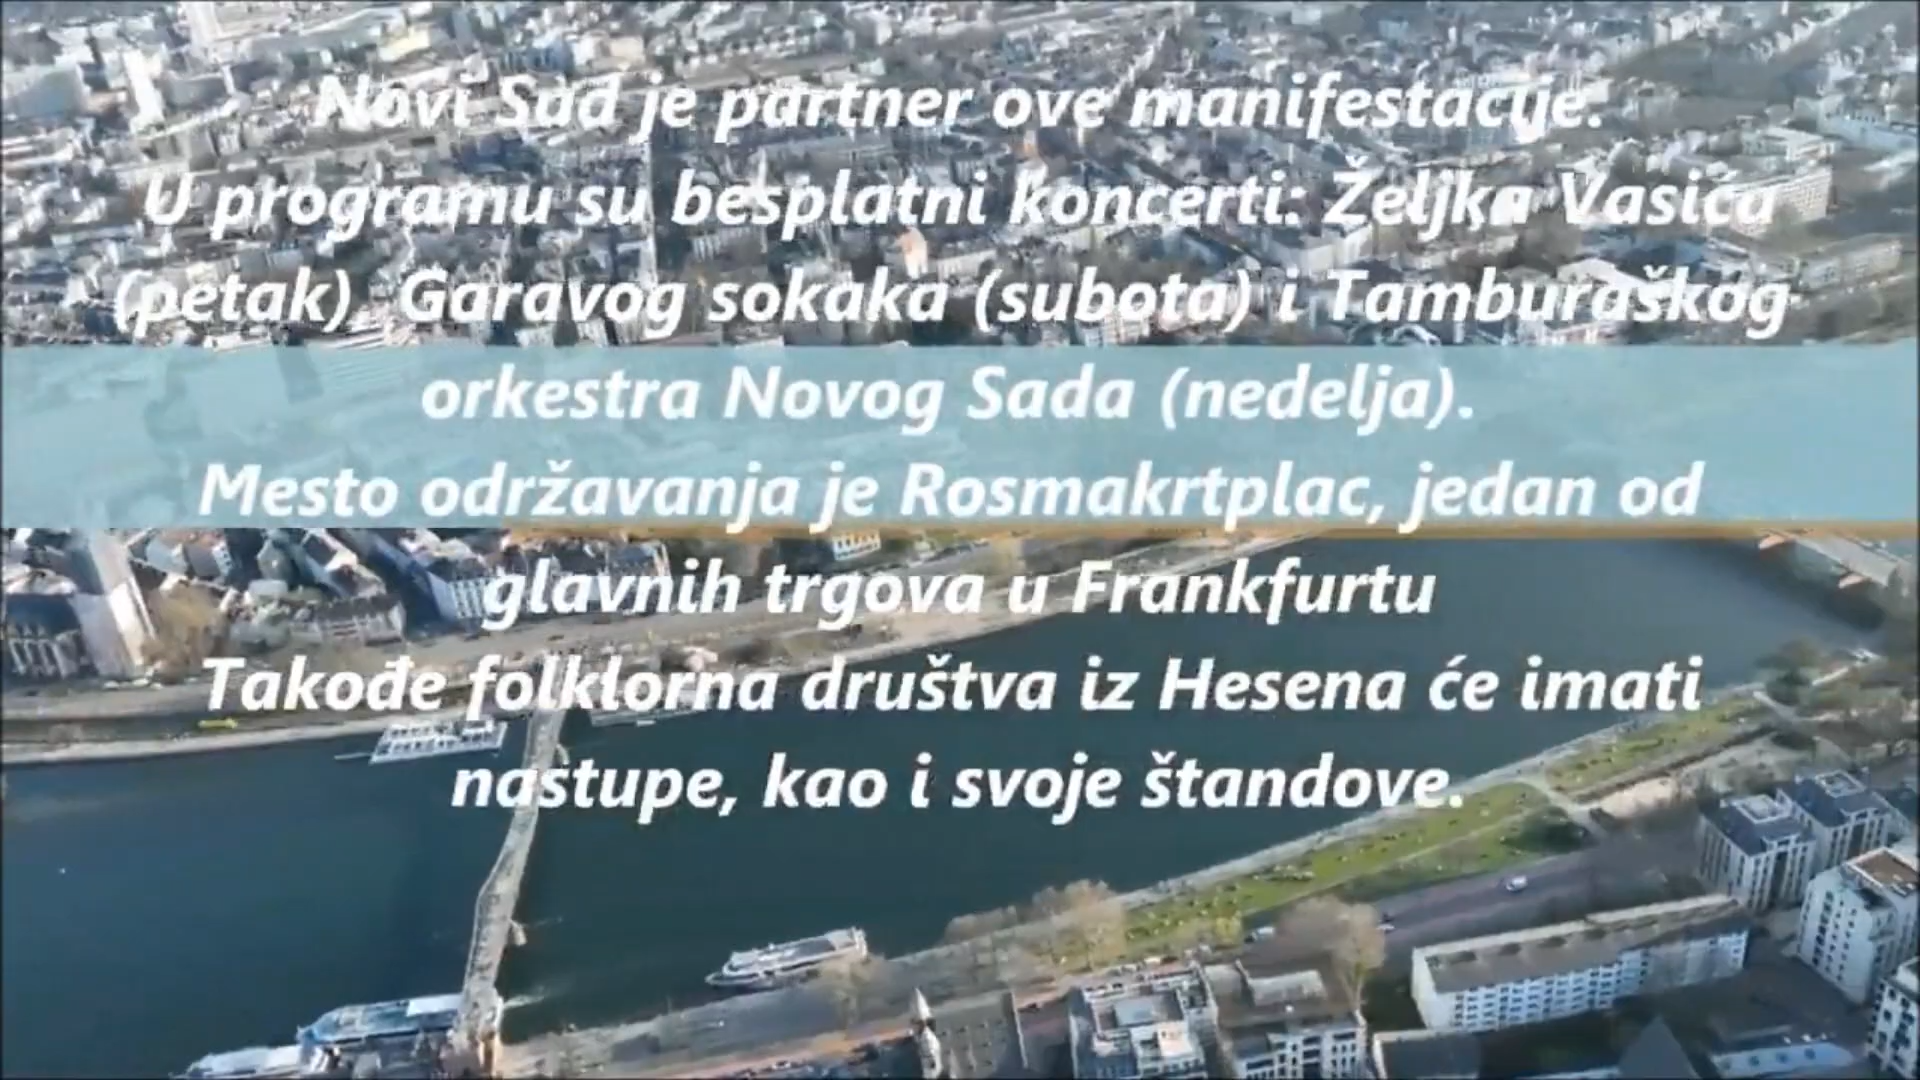 Novi Sad je partner ove manifestacije.
U programu su besplatni koncerti: Željka Vasića
(petak), Garavog sokaka (subota) i Tamburaškog
orkestra Novog Sada (nedelja).
Mesto održavanja je Rosmakrtplac, jedan od
glavnih trgova u Frankfurtu
Takođe folklorna društva iz Hesena će imati
nastupe, kao i svoje štandove.